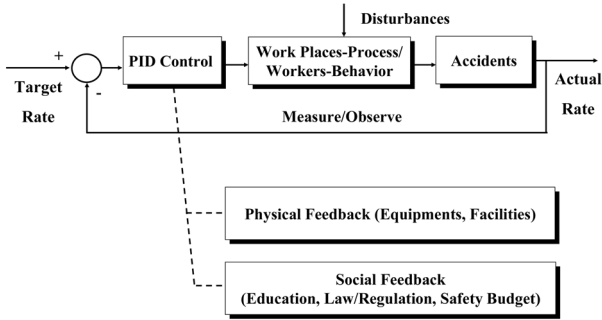 Disturbances
+
PID Control
Work Places-Process/
Workers-Behavior
Accidents
Target
Rate
-
Actual
Rate
Measure/Observe
Physical Feedback (Equipments, Facilities)
Social Feedback
(Education, Law/Regulation, Safety Budget)